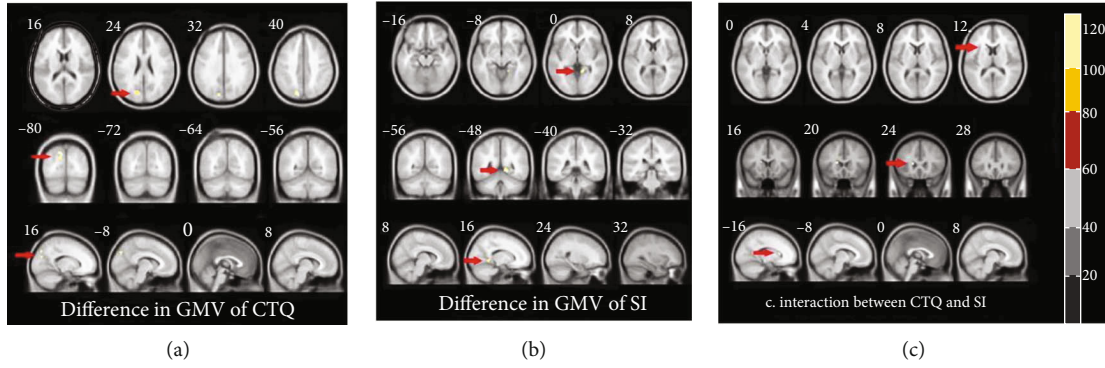 16 24 32 40
−80 −72 −64 −56
16 −8 0 8
Difference in GMV of CTQ
(a)
−16 −8 0 8
−56 −48 −40 −32
8 16 24 32
Difference in GMV of SI
(b)
0 4 8 12
16 20 24 28
−16 −8 0 8
c. interaction between CTQ and SI
(c)
120
100
80
60
40
20